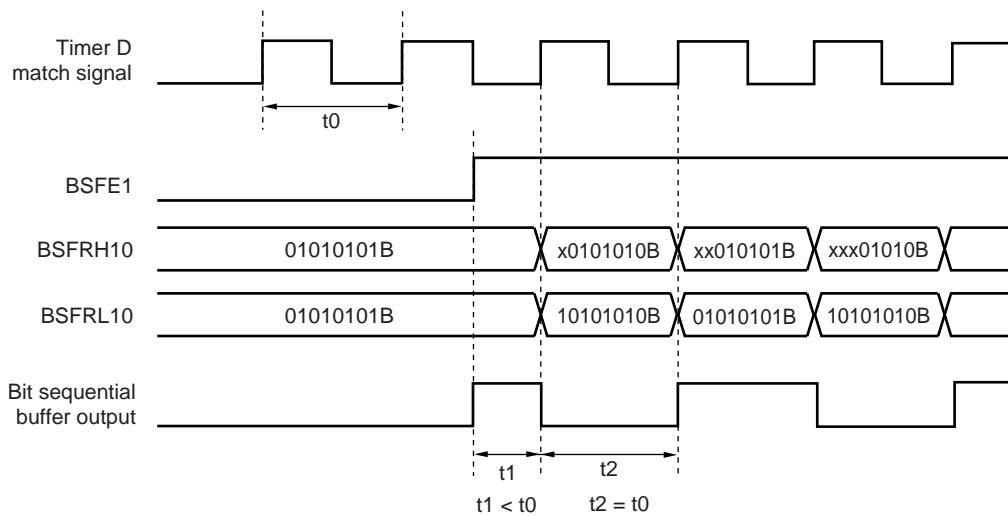 Timer D
match signal
t0
BSFE1
BSFRH10
01010101B
x0101010B
xx010101B
xxx01010B
BSFRL10
01010101B
10101010B
01010101B
10101010B
Bit sequential
buffer output
t1
t2
t1 < t0
t2 = t0